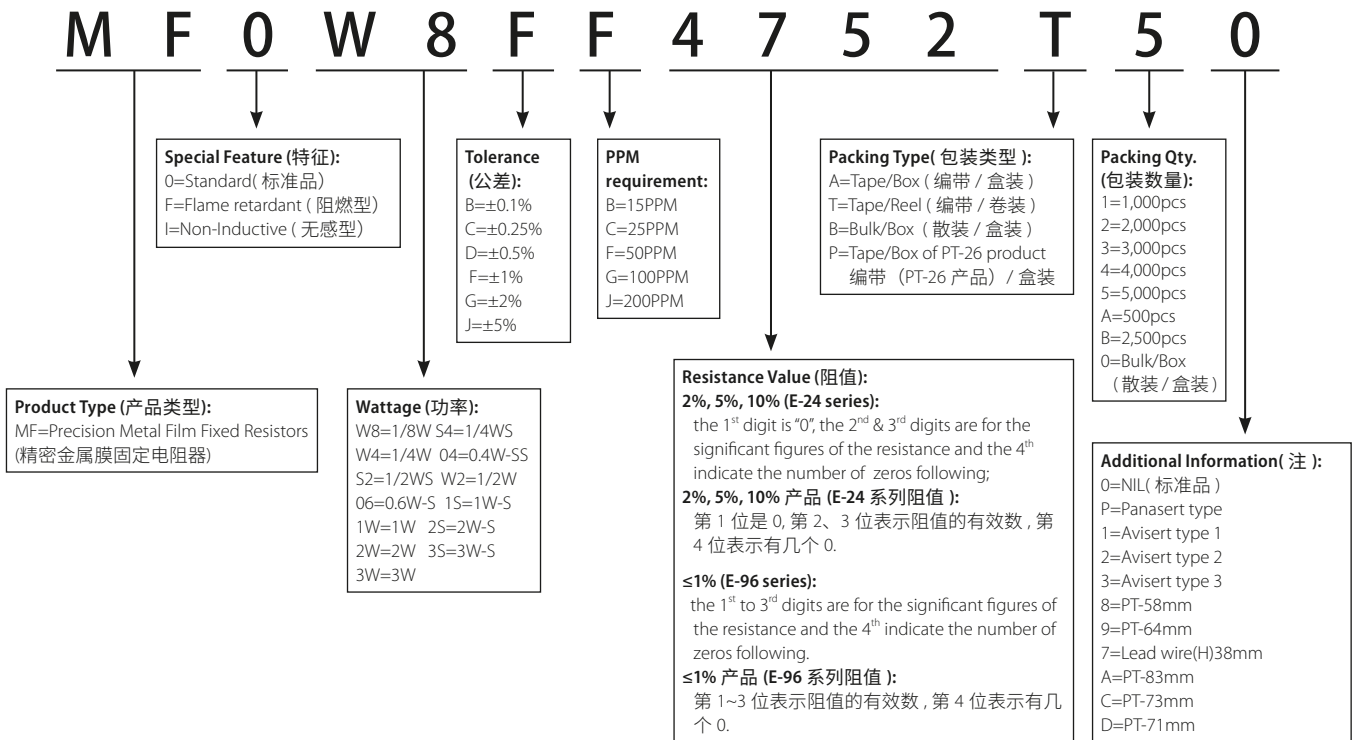 M F 0 W 8 F F 4 7 5 2 T 5 0
Special Feature (特征):
0=Standard( 标准品 )
F=Flame retardant ( 阻燃型)
I=Non-Inductive ( 无感型 )
Tolerance
(公差):
B=±0.1%
C=±0.25%
D=±0.5%
F=±1%
G=±2%
J=±5%
PPM
requirement:
B=15PPM
C=25PPM
F=50PPM
G=100PPM
J=200PPM
Packing Type( 包装类型 ):
A=Tape/Box ( 编带 / 盒装 )
T=Tape/Reel ( 编带 / 卷装 )
B=Bulk/Box ( 散装 / 盒装 )
P=Tape/Box of PT-26 product
编带（PT-26 产品）/ 盒装
Packing Qty.
(包装数量):
1=1,000pcs
2=2,000pcs
3=3,000pcs
4=4,000pcs
5=5,000pcs
A=500pcs
B=2,500pcs
0=Bulk/Box
（散装 / 盒装）
Product Type (产品类型):
MF=Precision Metal Film Fixed Resistors
(精密金属膜固定电阻器)
Wattage (功率):
W8=1/8W S4=1/4WS
W4=1/4W 04=0.4W-SS
S2=1/2WS W2=1/2W
06=0.6W-S 1S=1W-S
1W=1W 2S=2W-S
2W=2W 3S=3W-S
3W=3W
Resistance Value (阻值):
2%, 5%, 10% (E-24 series):
the 1st digit is “0”, the 2nd & 3rd digits are for the
significant figures of the resistance and the 4th
indicate the number of zeros following;
2%, 5%, 10% 产品 (E-24 系列阻值 ):
第 1 位是 0, 第 2、3 位表示阻值的有效数 , 第
4 位表示有几个 0.
≤1% (E-96 series):
the 1st to 3rd digits are for the significant figures of
the resistance and the 4th indicate the number of
zeros following.
≤1% 产品 (E-96 系列阻值 ):
第 1~3 位表示阻值的有效数 , 第 4 位表示有几
个 0.
Additional Information( 注 ):
0=NIL( 标准品 )
P=Panasert type
1=Avisert type 1
2=Avisert type 2
3=Avisert type 3
8=PT-58mm
9=PT-64mm
7=Lead wire(H)38mm
A=PT-83mm
C=PT-73mm
D=PT-71mm